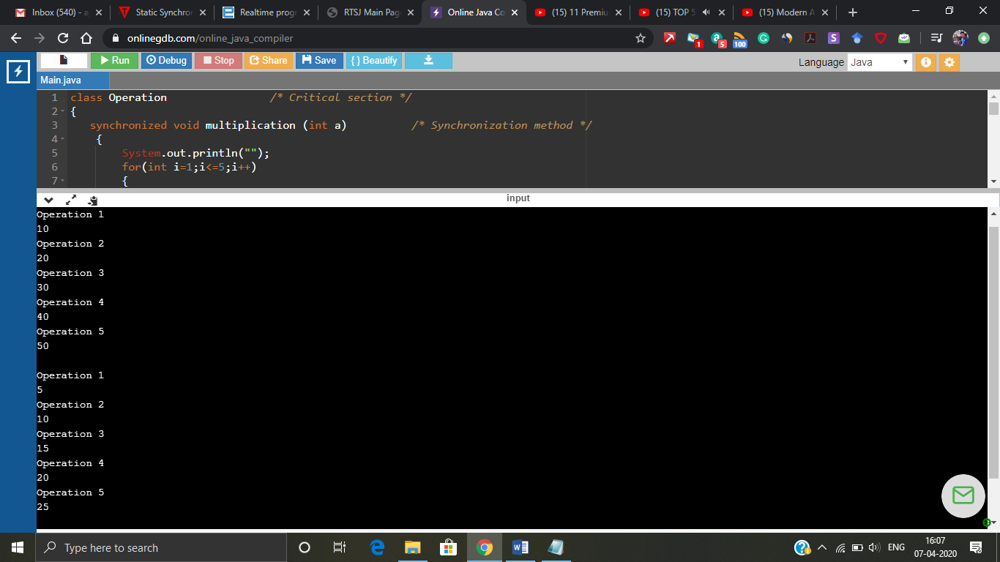 Inbox (540) - a
Static Synchror
Realtime prog
RTSJ Main Pag
Online Java Co
(15) 11 Premiu
(15) TOP 5
(15) Modern A
onlinegdb.com/online_java_compiler
1
5
100
Run
Debug
Stop
Share
Save
{ } Beautify
Language Java
Main.java
1 class Operation /* Critical section */
2 {
3 synchronized void multiplication (int a) /* Synchronization method */
4 {
5 System.out.println("");
6 for(int i=1;i<=5;i++)
7 {
input
Operation 1
10
Operation 2
20
Operation 3
30
Operation 4
40
Operation 5
50
Operation 1
5
Operation 2
10
Operation 3
15
Operation 4
20
Operation 5
25
Type here to search
ENG
16:07
07-04-2020